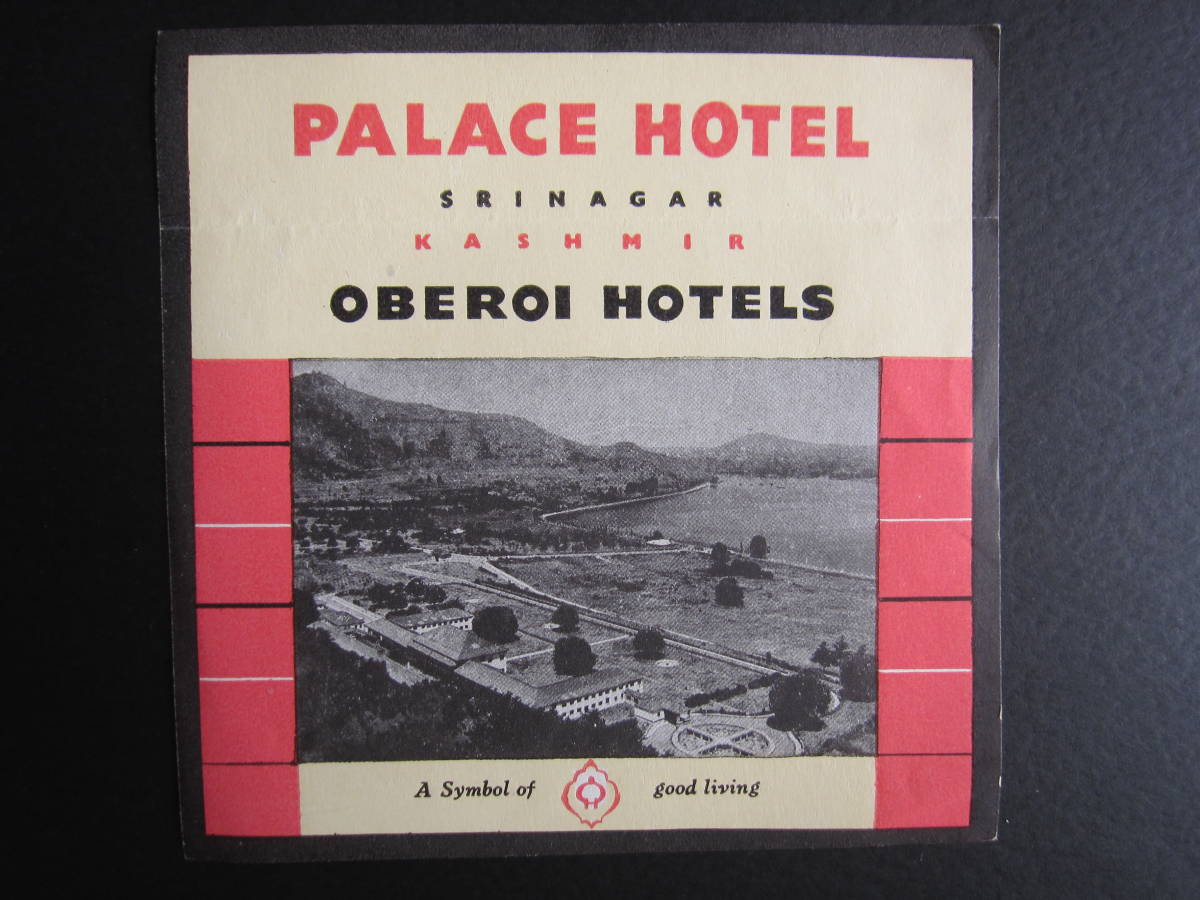 PALACE HOTEL
SRINAGAR
KASHMIR
OBEROI HOTELS
A Symbol of good living